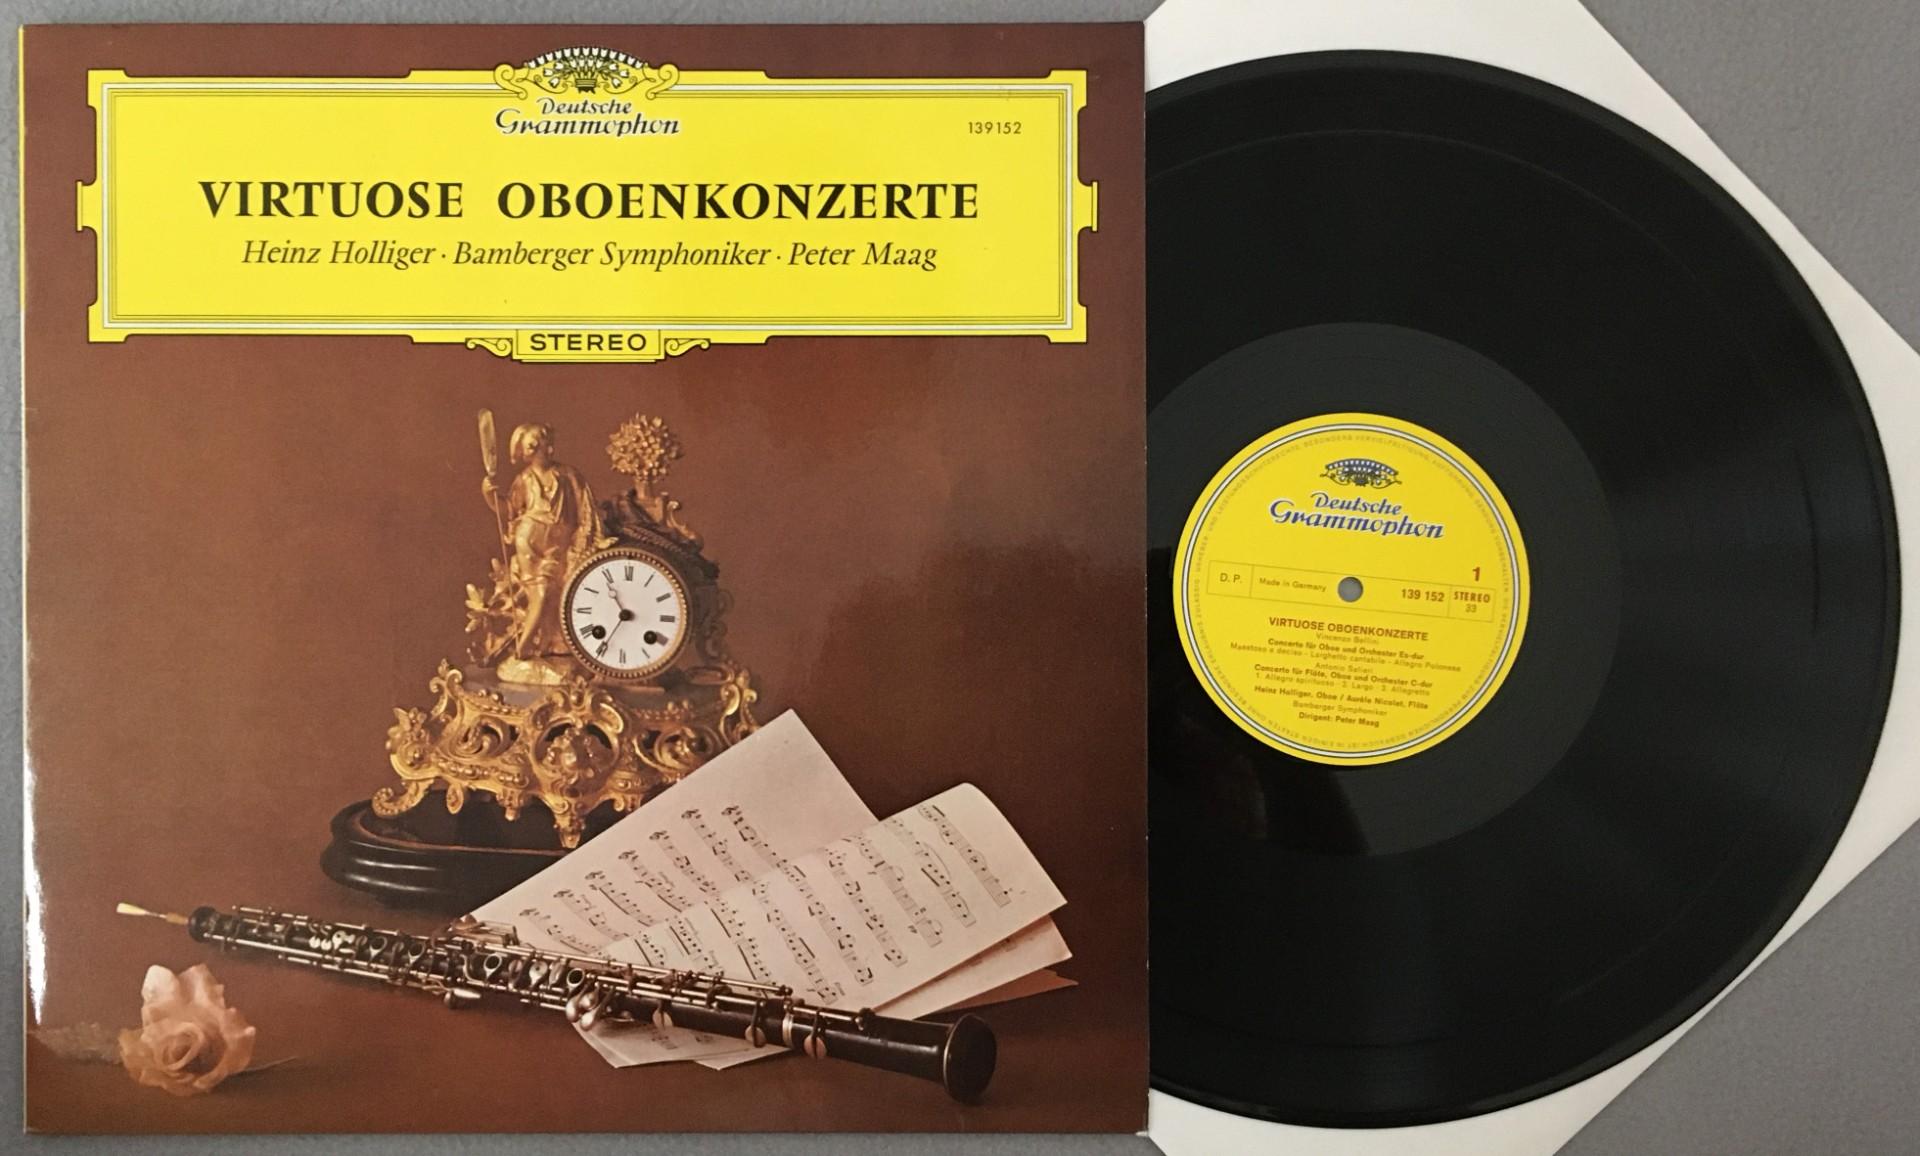 Deutsche
Grammophon
139152
VIRTUOSE OBOENKONZERTE
Heinz Holliger · Bamberger Symphoniker · Peter Maag
STEREO
Deutsche
Grammophon
1
D. P.
Made in Germany
139 152
STEREO
33
VIRTUOSE OBOENKONZERTE
Vincenzo Bellini
Concerto für Oboe und Orchester Es-dur
Maestoso e deciso - Larghetto cantabile - Allegro Polonese
Antonio Salieri
Concerto für Flöte, Oboe und Orchester C-dur
1. Allegro spirituoso · 2. Largo · 3. Allegretto
Heinz Holliger, Oboe / Aurèle Nicolet, Flöte
Bamberger Symphoniker
Dirigent: Peter Maag